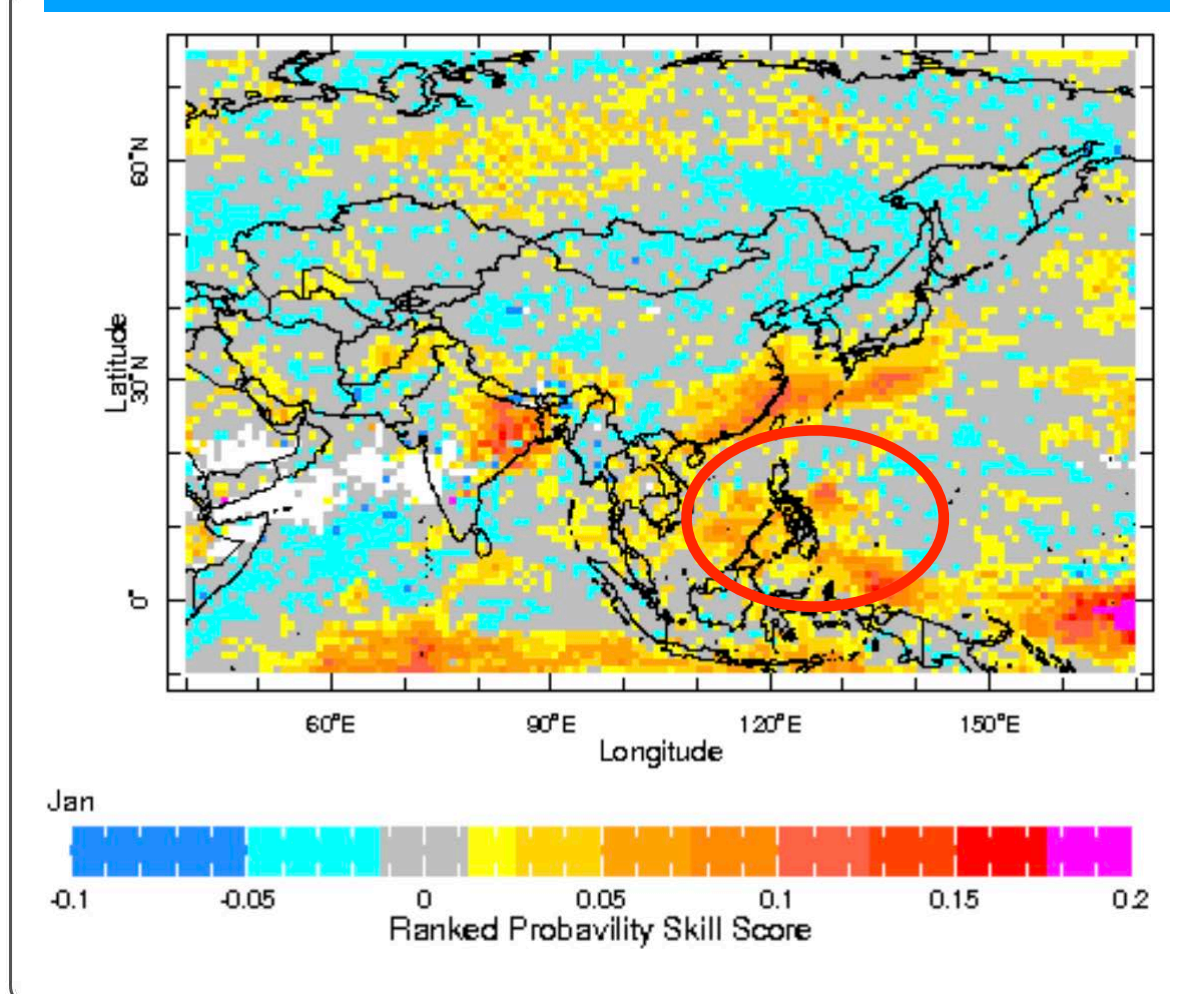 60°N
30°N
0°
Latitude
60°E 90°E 120°E 150°E
Longitude
Jan
-0.1 -0.05 0 0.05 0.1 0.15 0.2
Ranked Probavility Skill Score